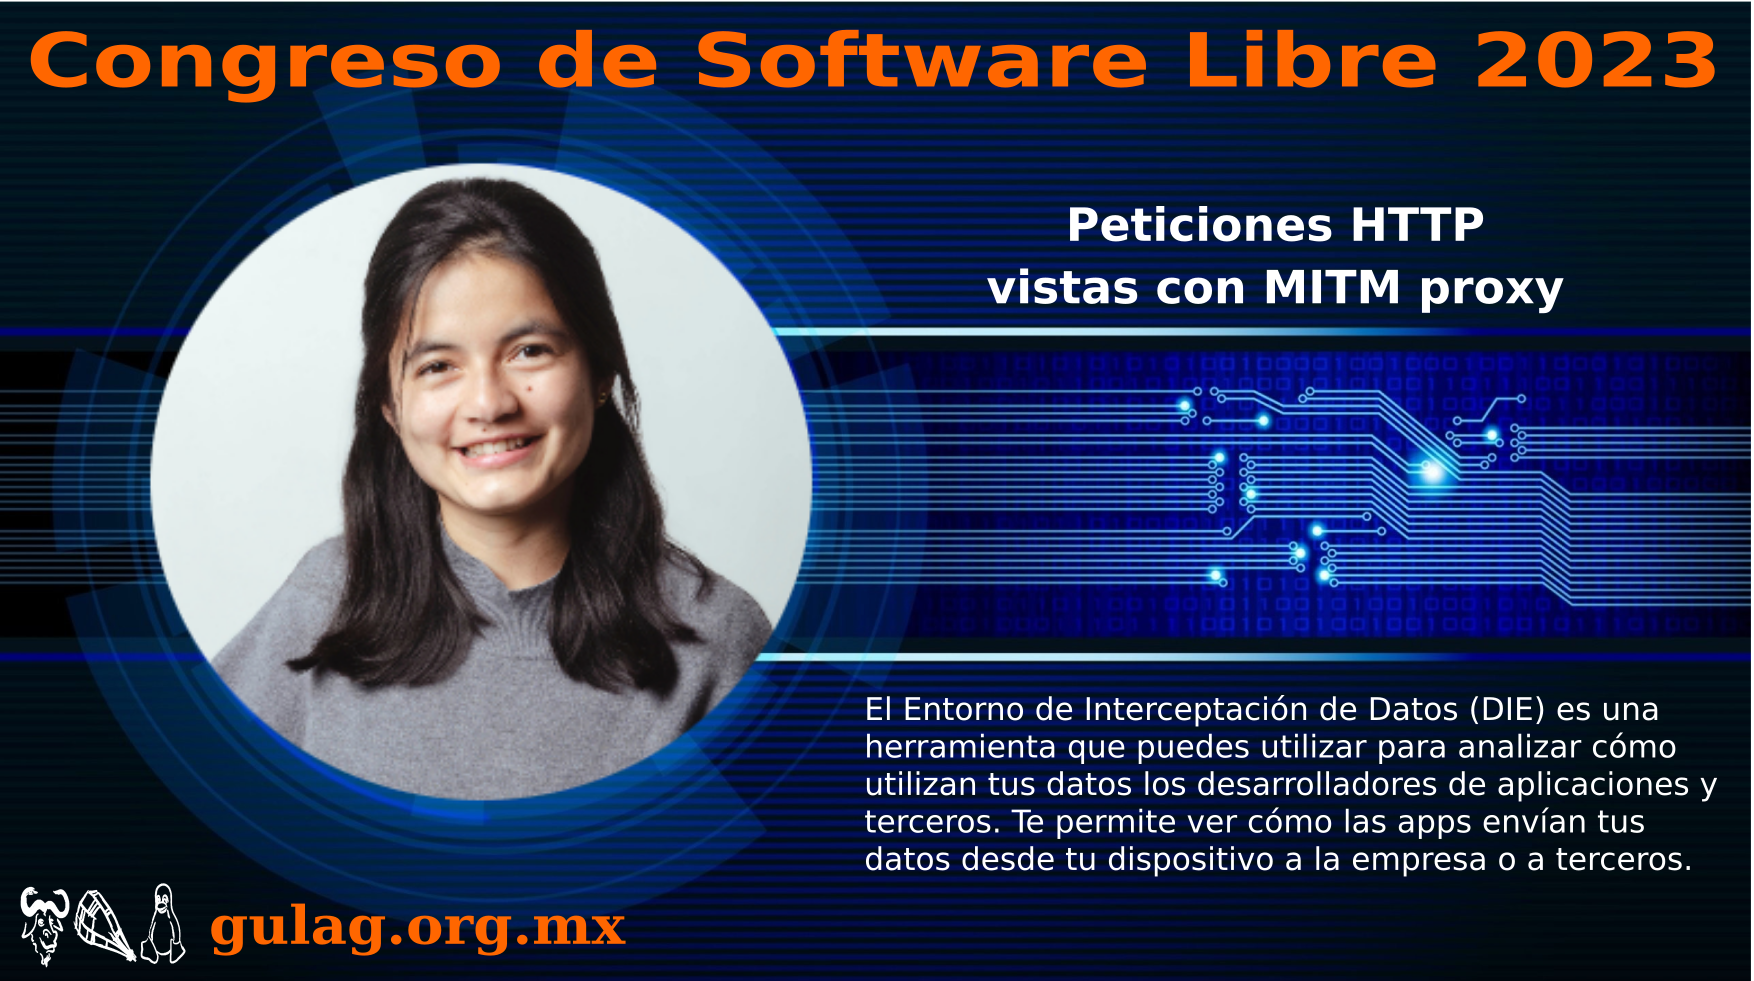 Congreso de Software Libre 2023
Peticiones HTTP
vistas con MITM proxy
El Entorno de Interceptación de Datos (DIE) es una
herramienta que puedes utilizar para analizar cómo
utilizan tus datos los desarrolladores de aplicaciones y
terceros. Te permite ver cómo las apps envían tus
datos desde tu dispositivo a la empresa o a terceros.
gulag.org.mx